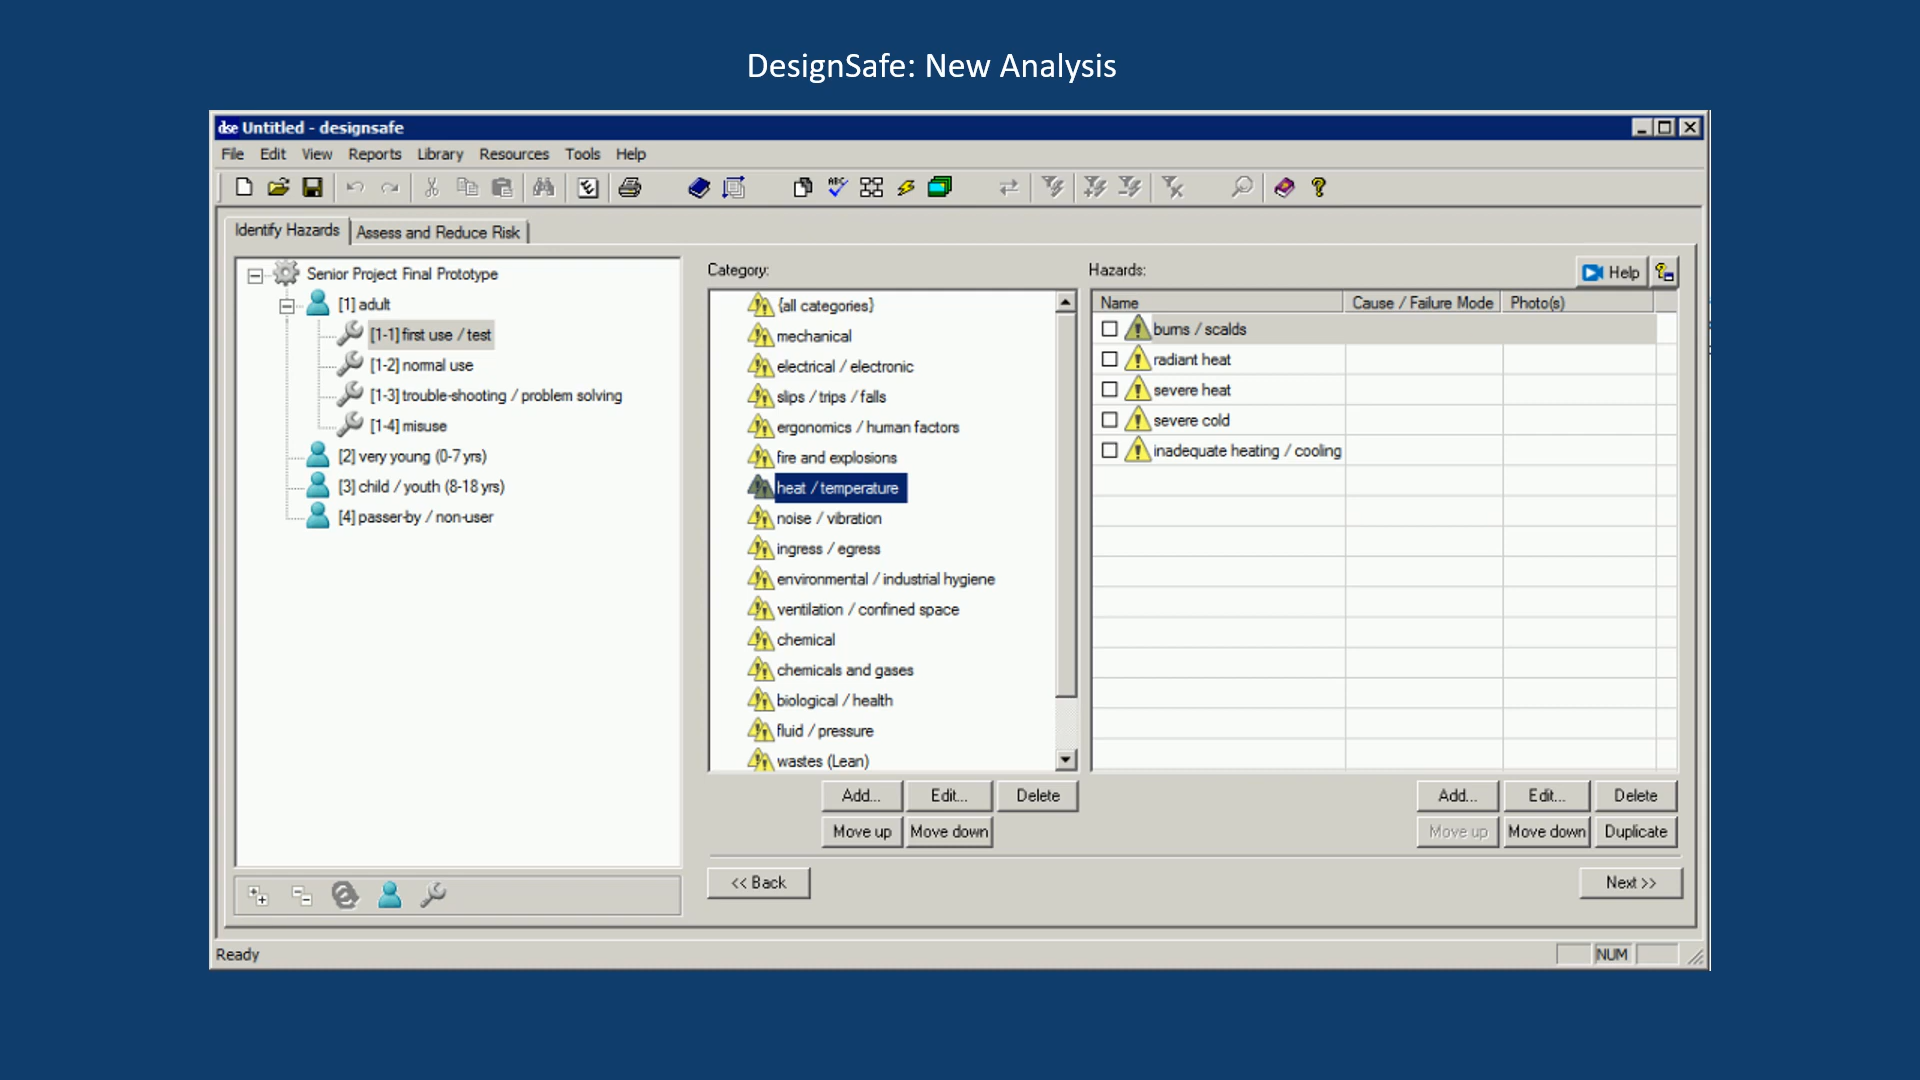 DesignSafe: New Analysis
dse Untitled - designsafe
File Edit View Reports Library Resources Tools Help
ABC
Identify Hazards
Assess and Reduce Risk
Senior Project Final Prototype
[1] adult
[1-1] first use / test
[1-2] normal use
[1-3] trouble-shooting / problem solving
[1-4] misuse
[2] very young (0-7 yrs)
[3] child / youth (8-18 yrs)
[4] passer-by / non-user
Category:
{all categories}
mechanical
electrical / electronic
slips / trips / falls
ergonomics / human factors
fire and explosions
heat / temperature
noise / vibration
ingress / egress
environmental / industrial hygiene
ventilation / confined space
chemical
chemicals and gases
biological / health
fluid / pressure
wastes (Lean)
Add... Edit... Delete
Move up Move down
<< Back
Hazards:
Help
Name Cause / Failure Mode Photo(s)
burns / scalds
radiant heat
severe heat
severe cold
inadequate heating / cooling
Add... Edit... Delete
Move up Move down Duplicate
Next >>
Ready
NUM